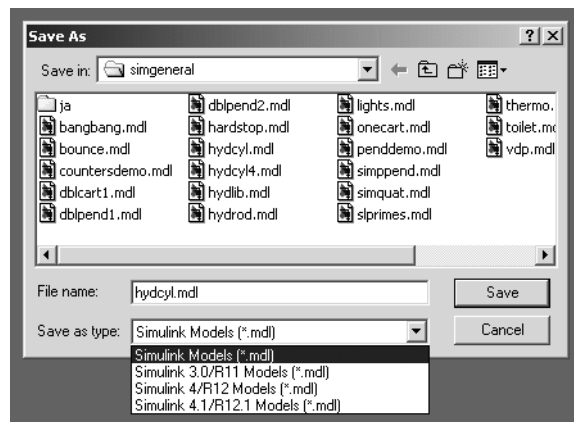 Save As
Save in: simgeneral
ja dblpend2.mdl lights.mdl thermo.
bangbang.mdl hardstop.mdl onecart.mdl toilet.mc
bounce.mdl hydcyl.mdl penddemo.mdl vdp.mdl
countersdemo.mdl hydcyl4.mdl simppend.mdl
dblcart1.mdl hydlib.mdl simquat.mdl
dblpend1.mdl hydrod.mdl slprimes.mdl
File name: hydcyl.mdl Save
Save as type: Simulink Models (*.mdl) Cancel
Simulink Models (*.mdl)
Simulink 3.0/R11 Models (*.mdl)
Simulink 4/R12 Models (*.mdl)
Simulink 4.1/R12.1 Models (*.mdl)